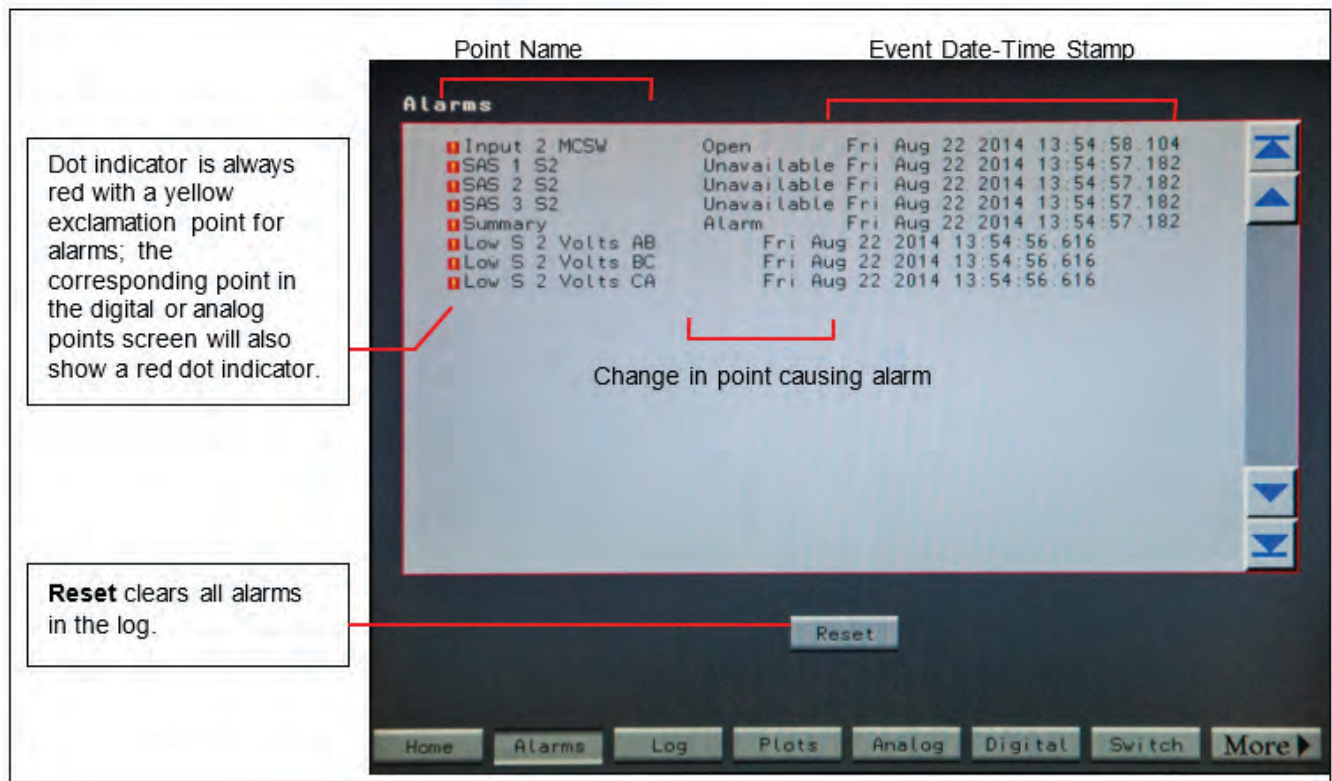 Point Name
Event Date-Time Stamp
Alarms
Input 2 MCSW Open Fri Aug 22 2014 13:54:58.104
SAS 1 S2 Unavailable Fri Aug 22 2014 13:54:57.182
SAS 2 S2 Unavailable Fri Aug 22 2014 13:54:57.182
SAS 3 S2 Unavailable Fri Aug 22 2014 13:54:57.182
Summary Alarm Fri Aug 22 2014 13:54:57.182
Low S 2 Volts AB Fri Aug 22 2014 13:54:56.616
Low S 2 Volts BC Fri Aug 22 2014 13:54:56.616
Low S 2 Volts CA Fri Aug 22 2014 13:54:56.616
Change in point causing alarm
Dot indicator is always
red with a yellow
exclamation point for
alarms; the
corresponding point in
the digital or analog
points screen will also
show a red dot indicator.
Reset clears all alarms
in the log.
Reset
Home Alarms Log Plots Analog Digital Switch More